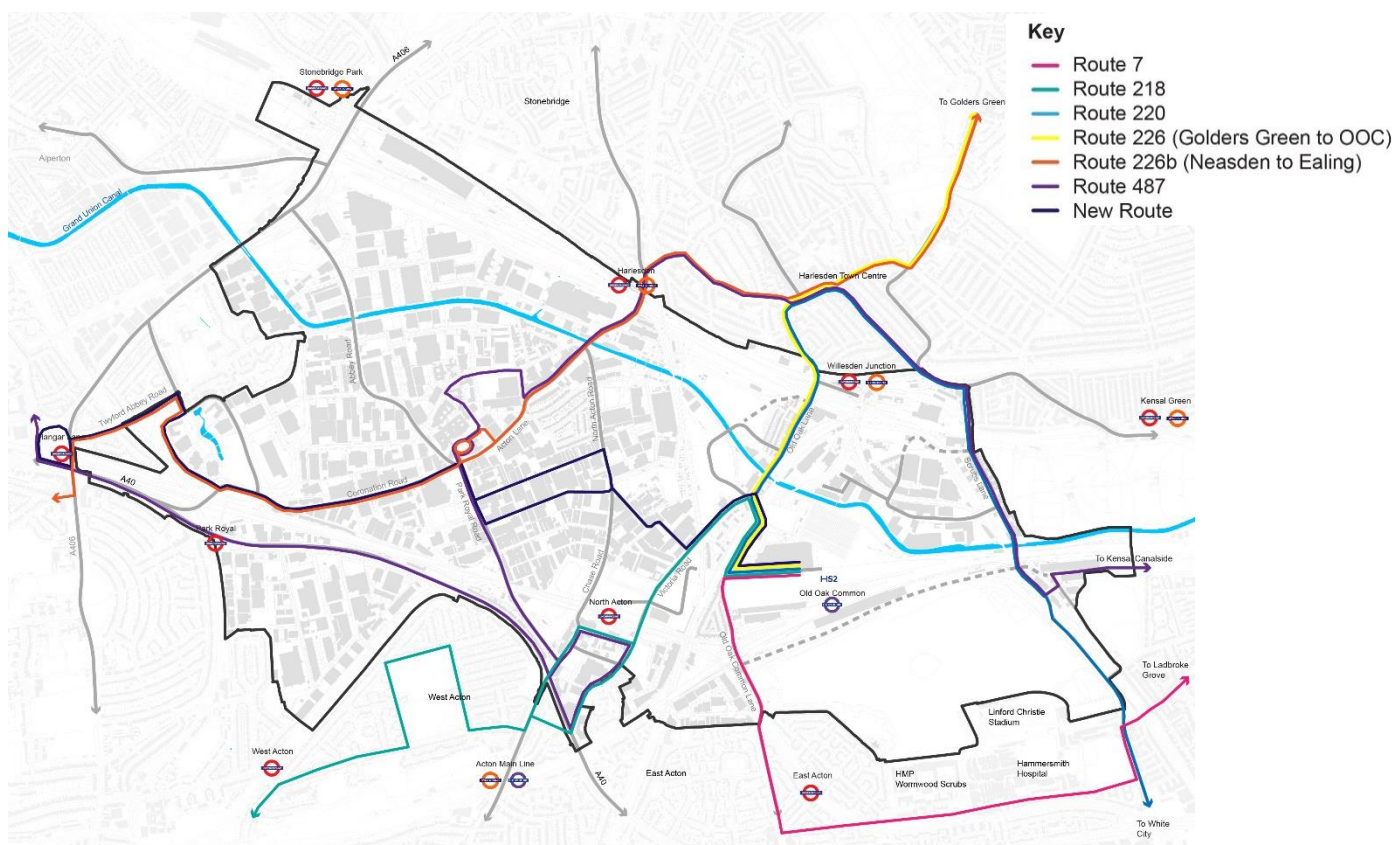 Key
Route 7
Route 218
Route 220
Route 226 (Golders Green to OOC)
Route 226b (Neasden to Ealing)
Route 487
New Route
A406
Stonebridge Park
Stonebridge
To Golders Green
Alperton
Grand Union Canal
Harlesden
Harlesden Town Centre
Abbey Road
Willesden Junction
Kensal Green
Twyford Abbey Road
North Acton Road
Old Oak Lane
Acton Lane
Hangar Lane
A40
Coronation Road
Park Royal Road
Scrubs Lane
Park Royal
A406
Chase Road
Victoria Road
To Kensal Canalside
HS2
Old Oak Common
North Acton
Old Oak Common Lane
To Ladbroke
Grove
West Acton
Linford Christie
Stadium
West Acton
Acton Main Line
A40
East Acton
East Acton
HMP
Wormwood Scrubs
Hammersmith
Hospital
To White
City